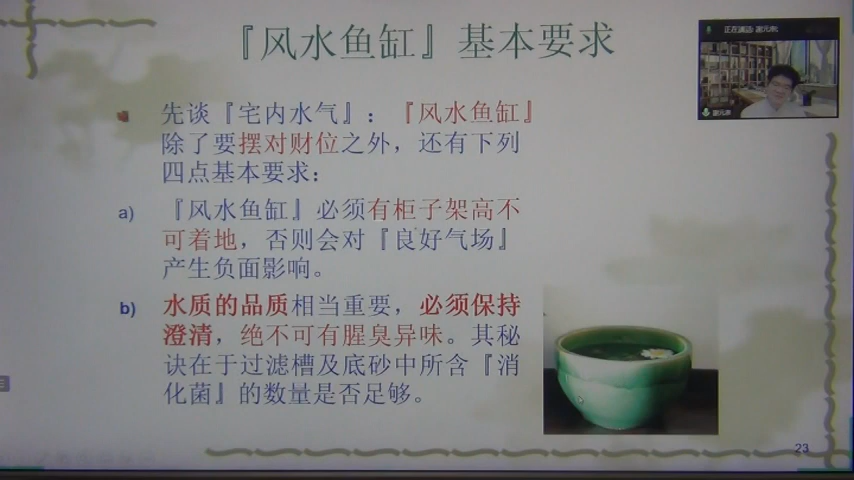 『风水鱼缸』基本要求
先谈『宅内水气』：『风水鱼缸』
除了要摆对财位之外，还有下列
四点基本要求：
a) 『风水鱼缸』必须有柜子架高不
可着地，否则会对『良好气场』
产生负面影响。
b) 水质的品质相当重要，必须保持
澄清，绝不可有腥臭异味。其秘
诀在于过滤槽及底砂中所含『消
化菌』的数量是否足够。
23
正在讲话: